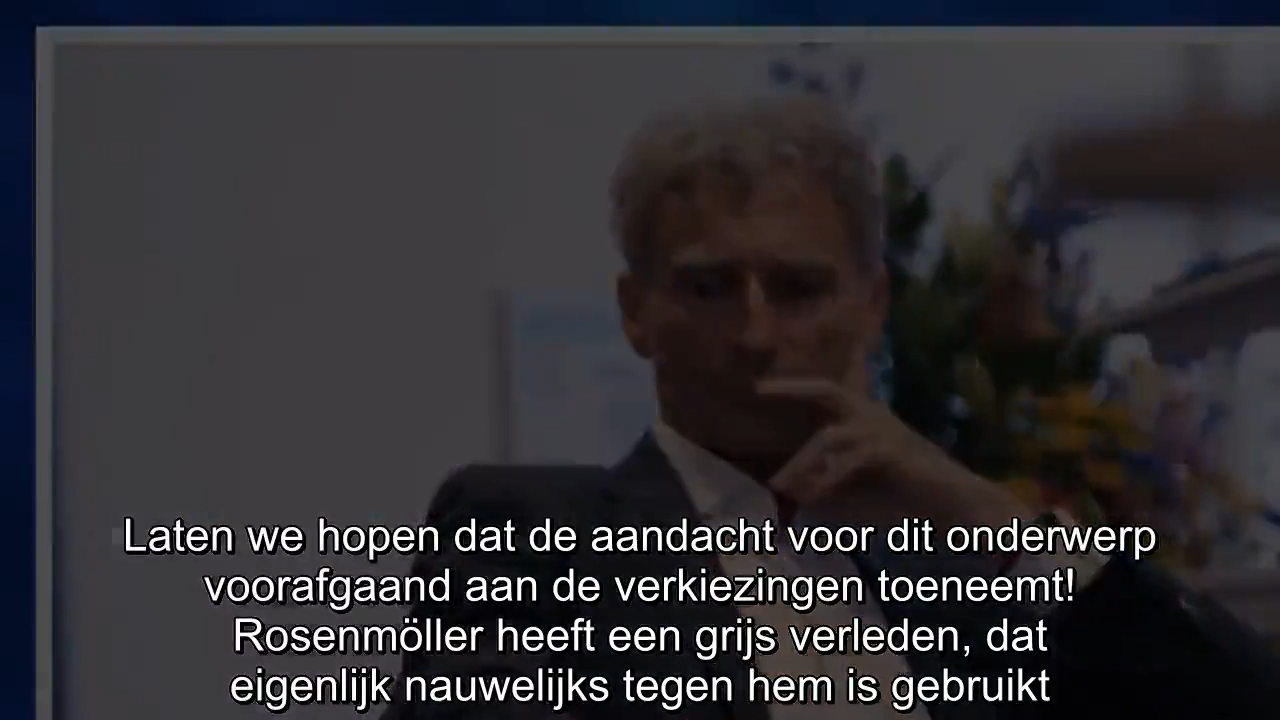 Laten we hopen dat de aandacht voor dit onderwerp
voorafgaand aan de verkiezingen toeneemt!
Rosenmöller heeft een grijs verleden, dat
eigenlijk nauwelijks tegen hem is gebruikt